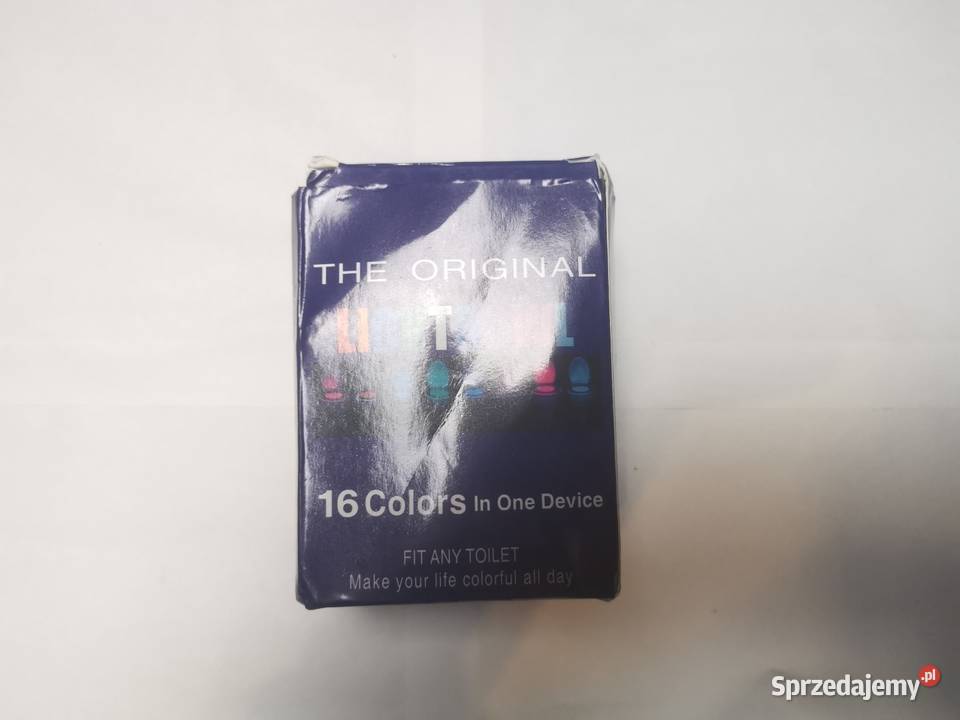 THE ORIGINAL
16 Colors In One Device
FIT ANY TOILET
Make your life colorful all day
Sprzedajemy.pl